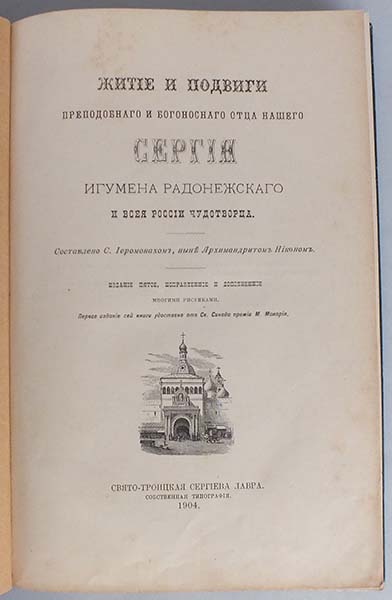 ЖИТІЕ И ПОДВИГИ
ПРЕПОДОБНАГО И БОГОНОСНАГО ОТЦА НАШЕГО
СЕРГІЯ
ИГУМЕНА РАДОНЕЖСКАГО
И ВСЕЯ РОССІИ ЧУДОТВОРЦА.
Составлено С. Іеромонахомъ, нынѣ Архимандритомъ Нікономъ.
ИЗДАНІЕ ПЯТОЕ, ИСПРАВЛЕННОЕ И ДОПОЛНЕННОЕ
МНОГИМИ РИСУНКАМИ.
Первое изданіе сей книги удостоено отъ Св. Синода преміи М. Макарія.
СВЯТО-ТРОИЦКАЯ СЕРГІЕВА ЛАВРА.
СОБСТВЕННАЯ ТИПОГРАФІЯ.
1904.